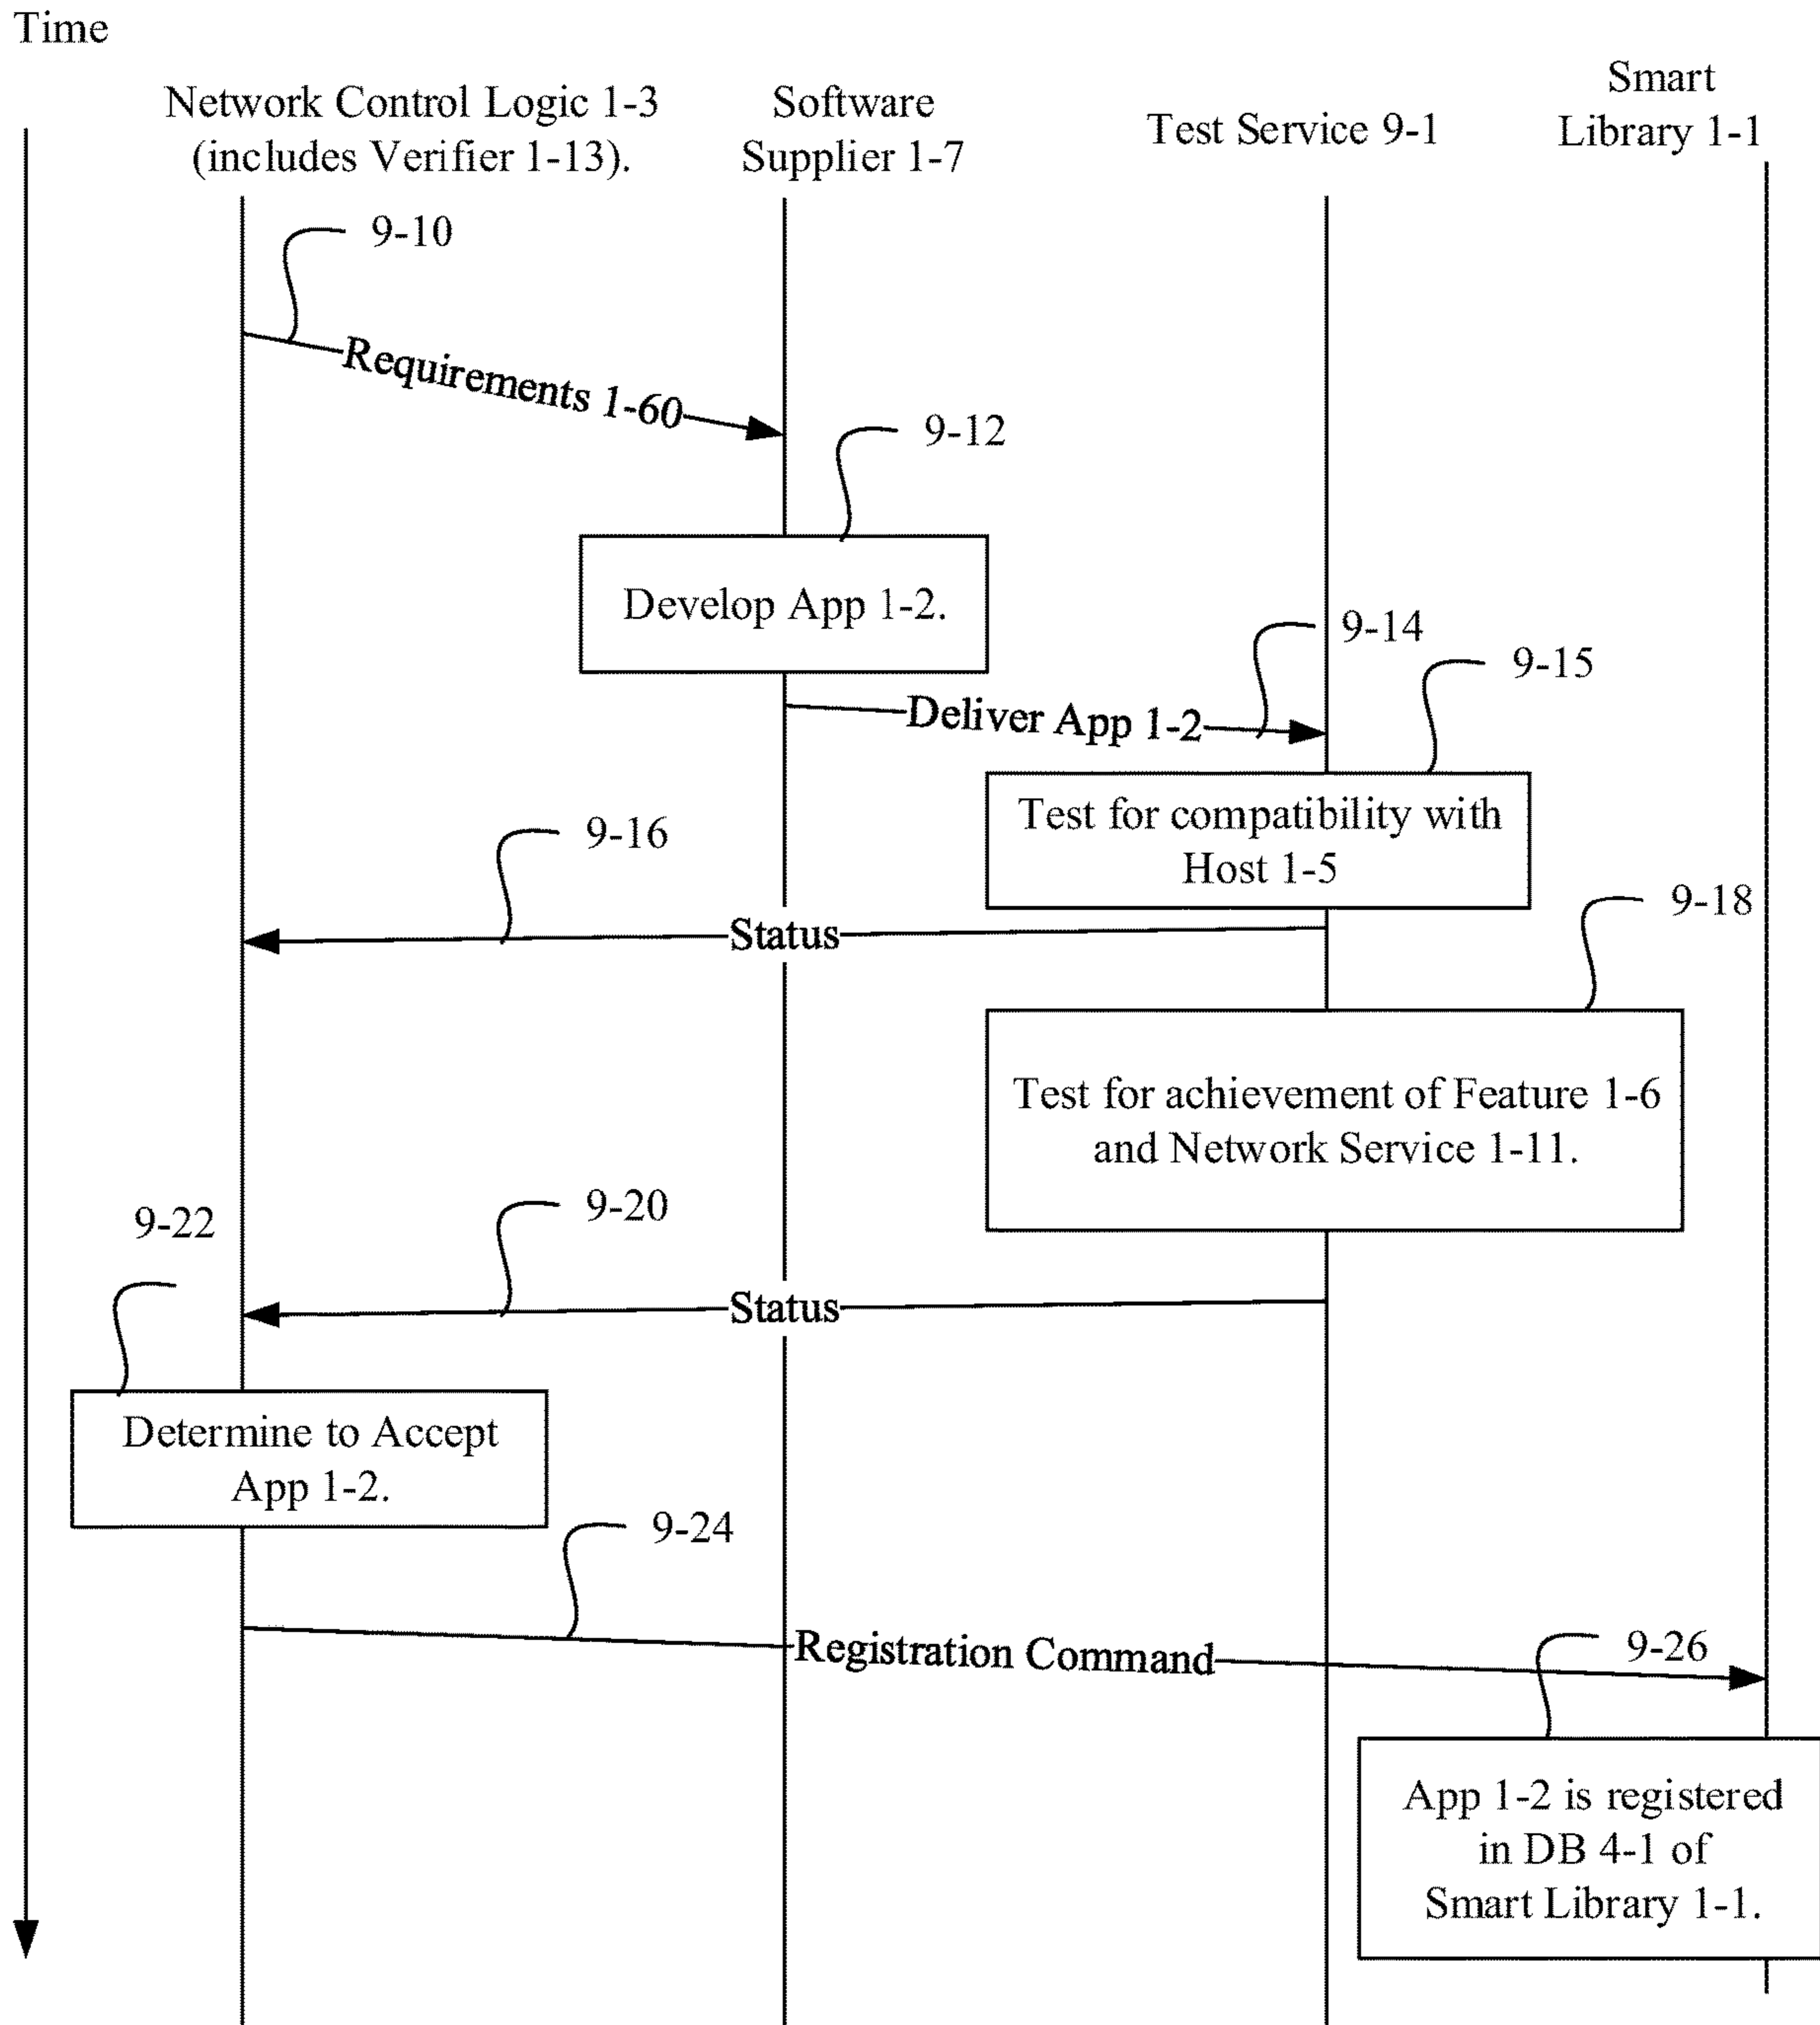 Time
Network Control Logic 1-3
(includes Verifier 1-13).
Software
Supplier 1-7
Test Service 9-1
Smart
Library 1-1
9-10
Requirements 1-60
9-12
Develop App 1-2.
9-14
9-15
Deliver App 1-2
Test for compatibility with
Host 1-5
9-16
Status
9-18
Test for achievement of Feature 1-6
and Network Service 1-11.
9-20
9-22
Status
Determine to Accept
App 1-2.
9-24
Registration Command
9-26
App 1-2 is registered
in DB 4-1 of
Smart Library 1-1.